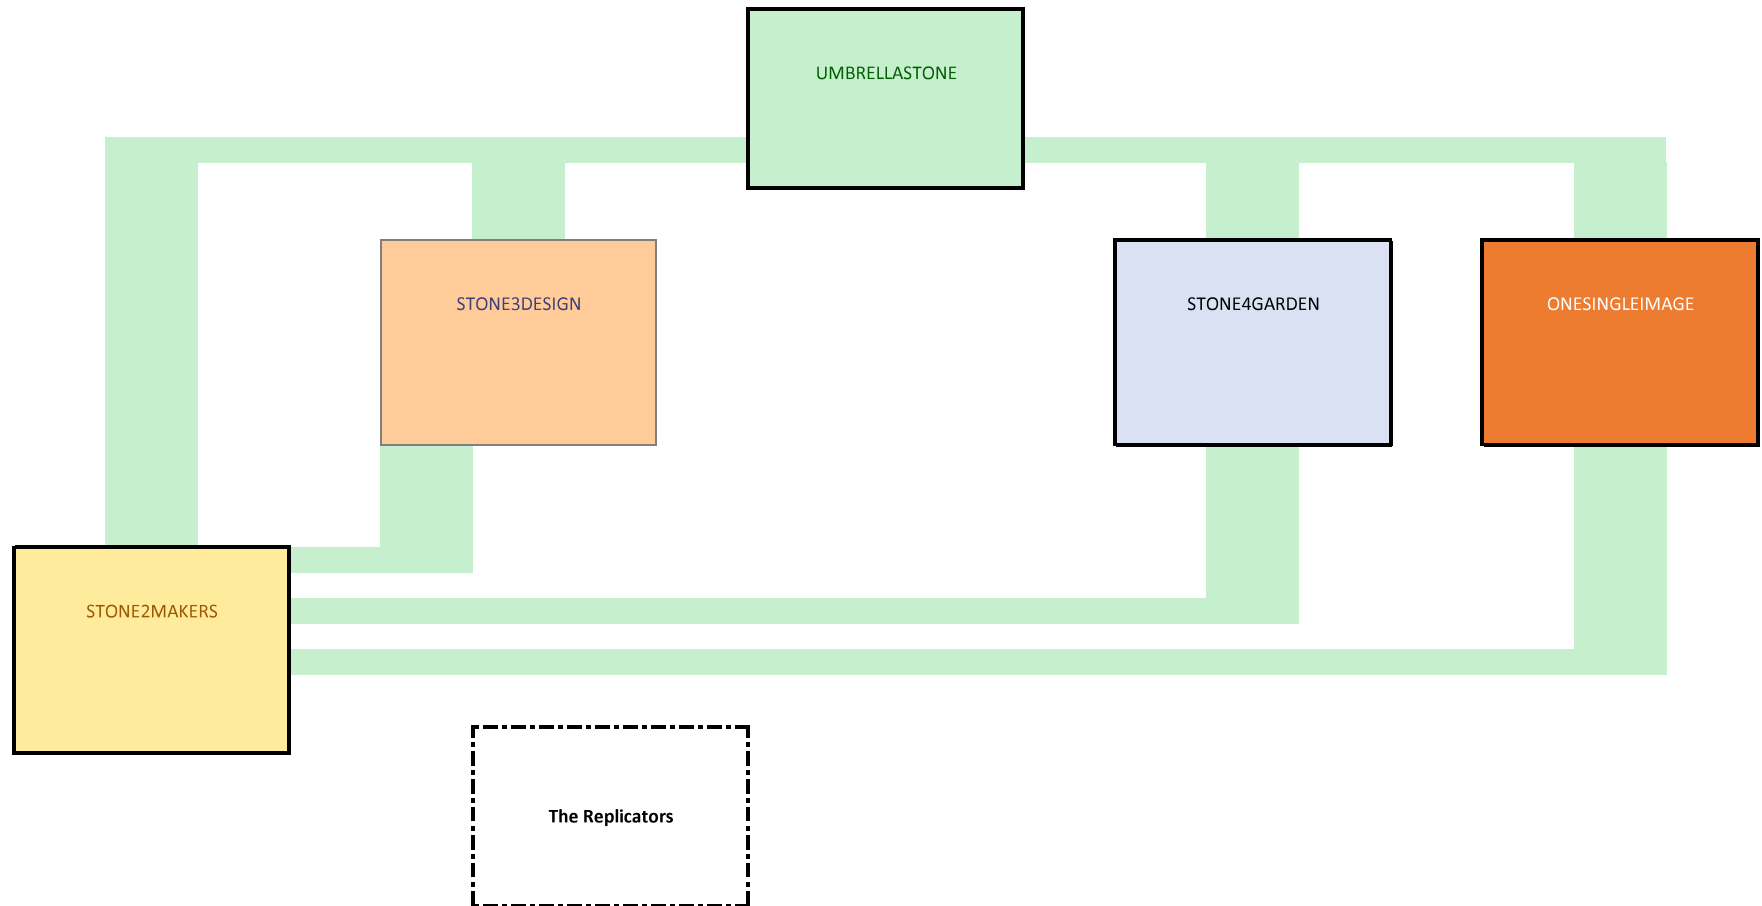 UMBRELLASTONE
STONE3DESIGN
STONE4GARDEN
ONESINGLEIMAGE
STONE2MAKERS
The Replicators